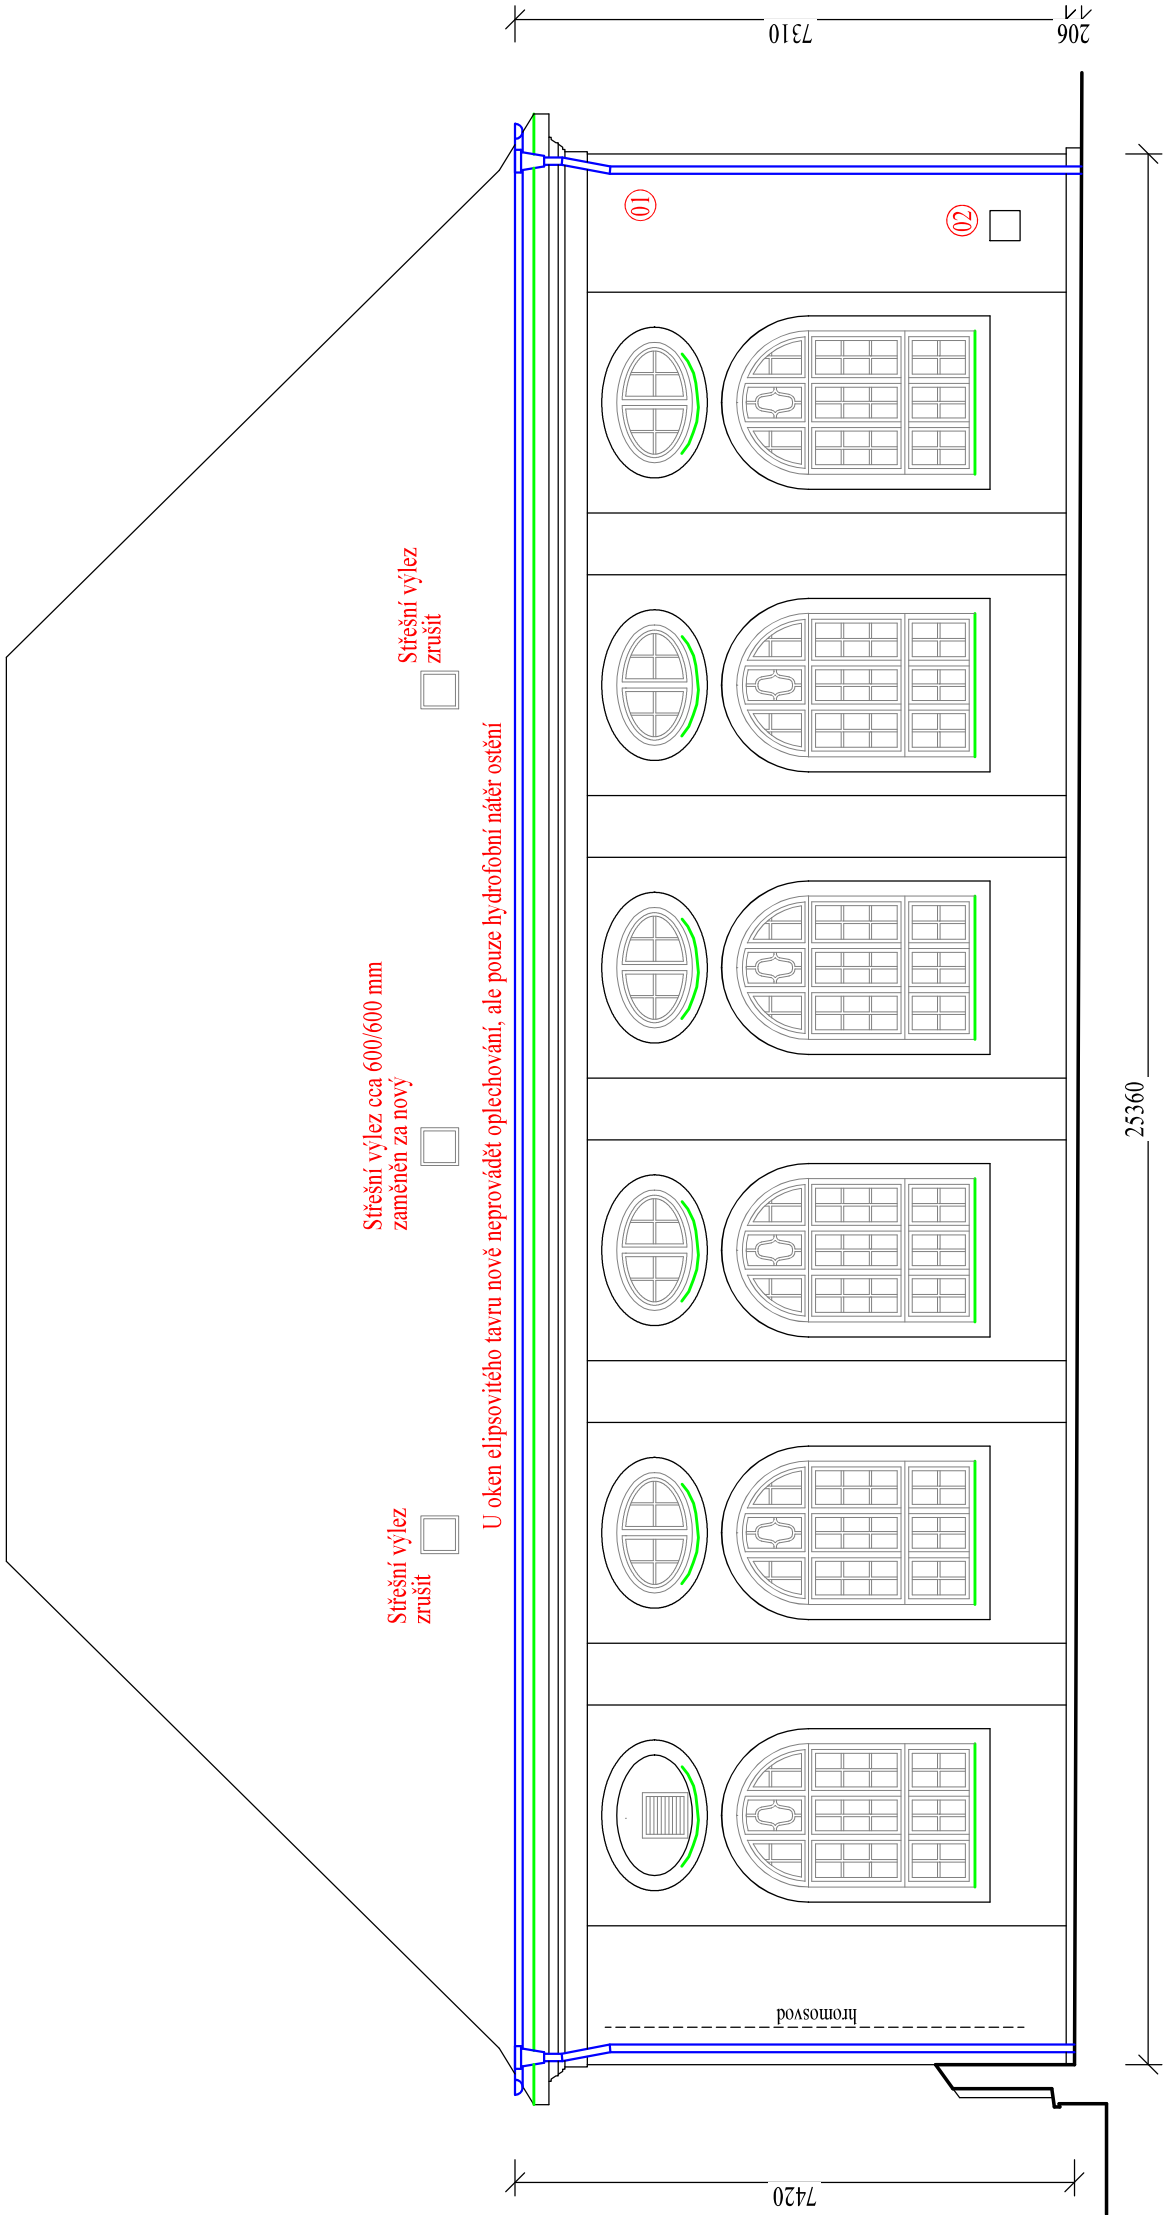 Střešní výlez
zrušit
Střešní výlez cca 600/600 mm
zaměněn za nový
Střešní výlez
zrušit
U oken elipsovitého tavru nově neprovádět oplechování, ale pouze hydrofobní nátěr ostění
01
02
hromosvod
7420
7310
206
25360